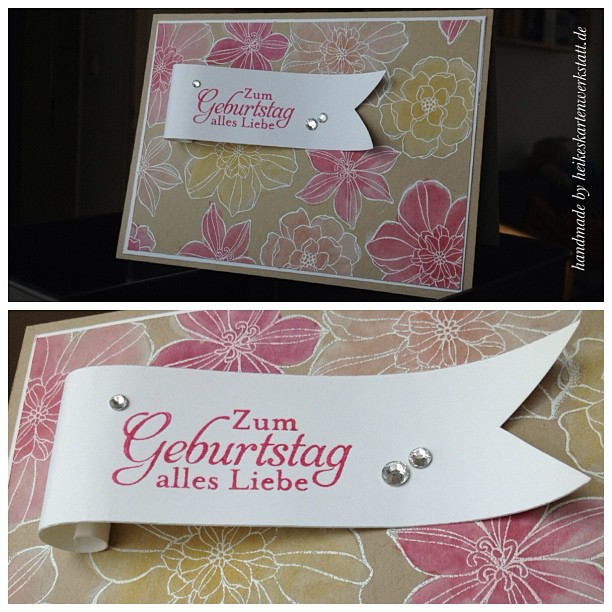 Zum
Geburtstag
alles Liebe
handmade by heikeskartenwerkstatt.de
Zum
Geburtstag
alles Liebe